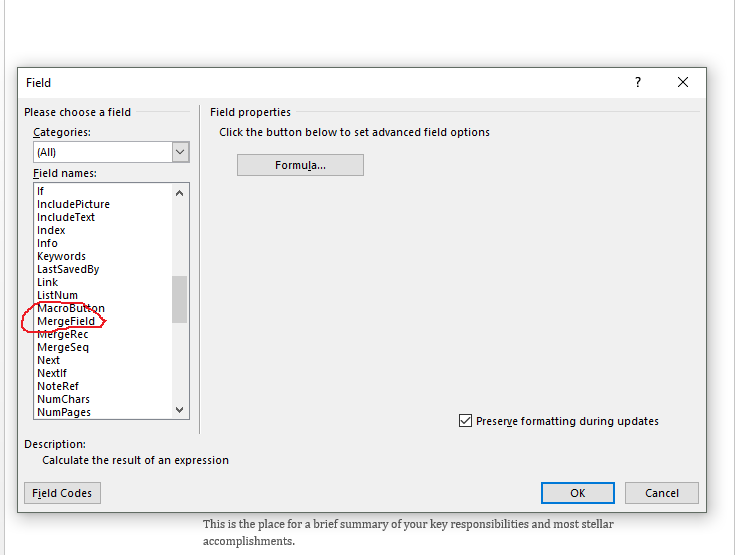 Field
?
Please choose a field
Categories:
(All)
Field names:
If
IncludePicture
IncludeText
Index
Info
Keywords
LastSavedBy
Link
ListNum
MacroButton
MergeField
MergeRec
MergeSeq
Next
NextIf
NoteRef
NumChars
NumPages
Field properties
Click the button below to set advanced field options
Formula...
Preserve formatting during updates
Description:
Calculate the result of an expression
Field Codes
OK
Cancel
This is the place for a brief summary of your key responsibilities and most stellar
accomplishments.